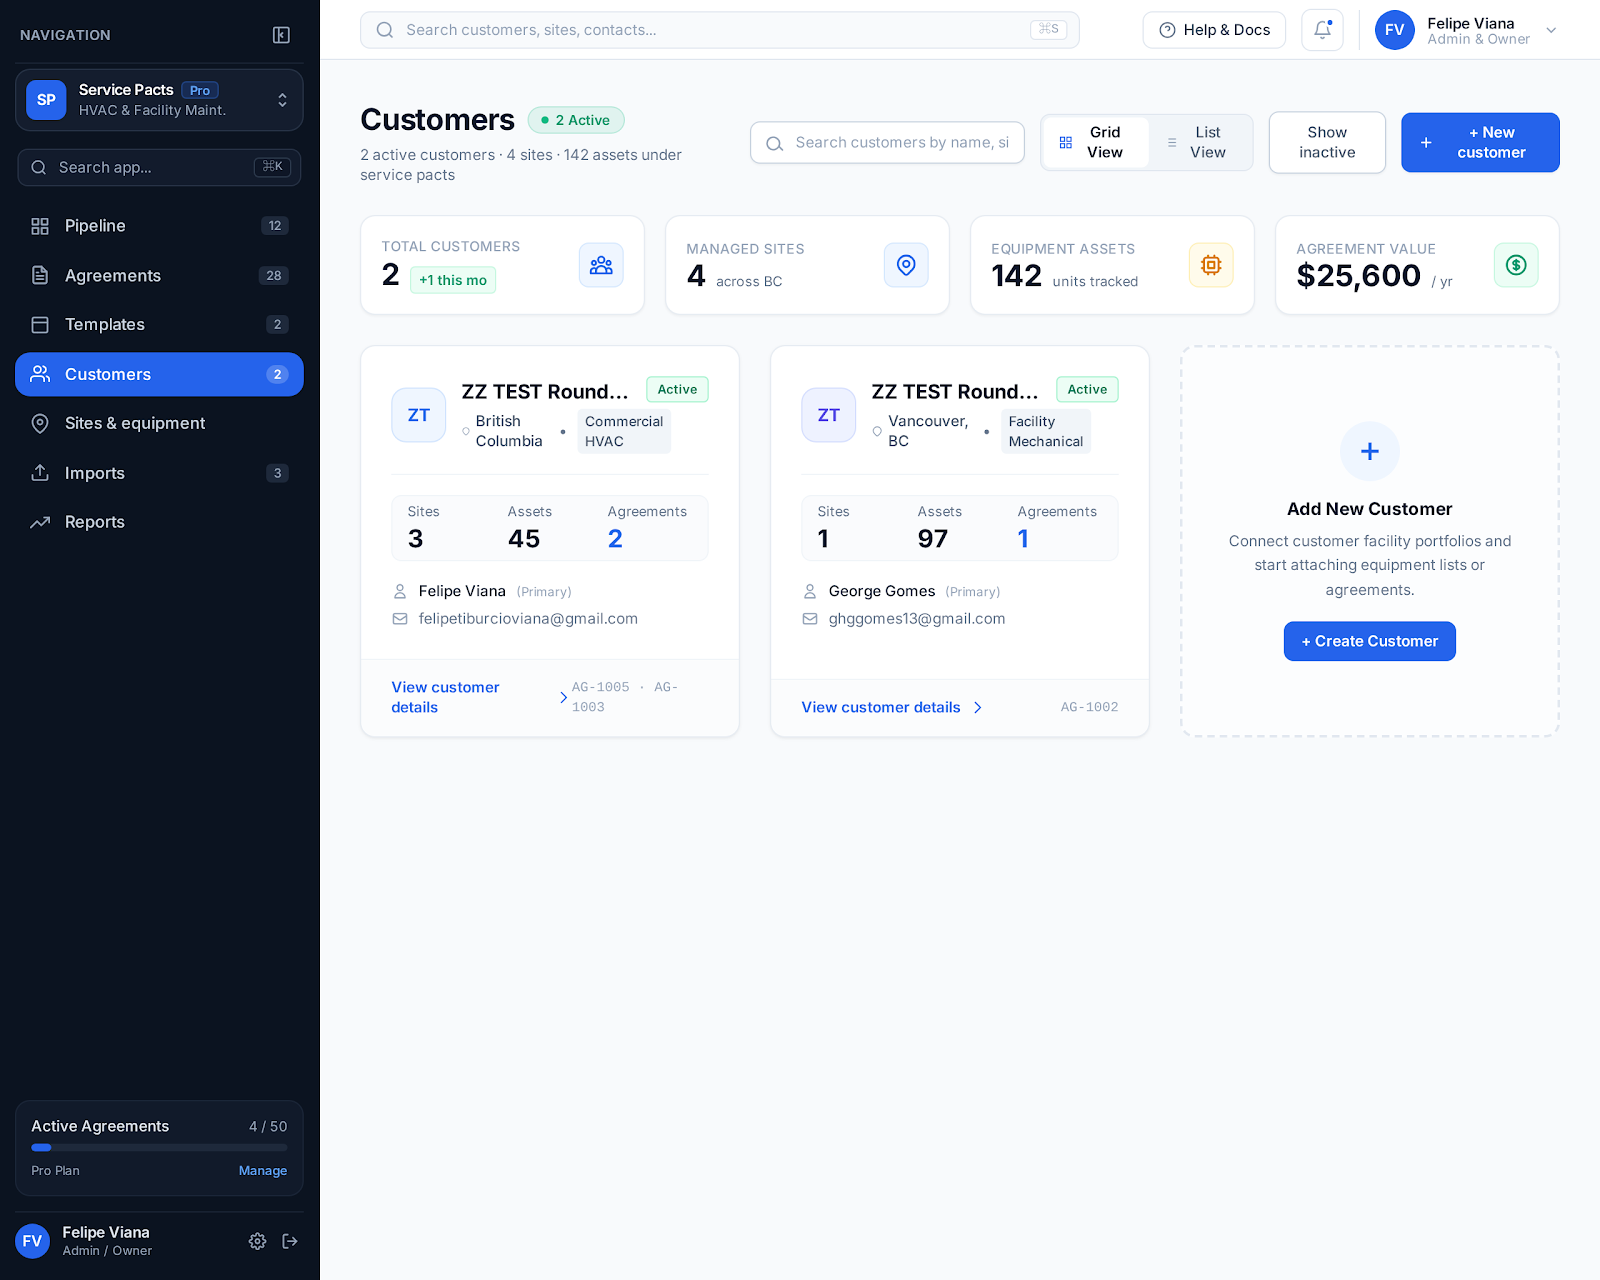 NAVIGATION
SP
Service Pacts Pro
HVAC & Facility Maint.
Search app... ⌘K
Pipeline 12
Agreements 28
Templates 2
Customers 2
Sites & equipment
Imports 3
Reports
Active Agreements 4 / 50
Pro Plan Manage
FV
Felipe Viana
Admin / Owner
Search customers, sites, contacts... ⌘S
Help & Docs
FV
Felipe Viana
Admin & Owner
Customers 2 Active
2 active customers · 4 sites · 142 assets under
service pacts
Search customers by name, si
Grid
View
List
View
Show
inactive
+ New
customer
TOTAL CUSTOMERS
2 +1 this mo
MANAGED SITES
4 across BC
EQUIPMENT ASSETS
142 units tracked
AGREEMENT VALUE
$25,600 / yr
ZT
ZZ TEST Round... Active
British
Columbia
•
Commercial
HVAC
Sites Assets Agreements
3 45 2
Felipe Viana (Primary)
felipetiburcioviana@gmail.com
View customer
details
AG-1005 · AG-
1003
ZT
ZZ TEST Round... Active
Vancouver,
BC
•
Facility
Mechanical
Sites Assets Agreements
1 97 1
George Gomes (Primary)
ghggomes13@gmail.com
View customer details AG-1002
Add New Customer
Connect customer facility portfolios and
start attaching equipment lists or
agreements.
+ Create Customer